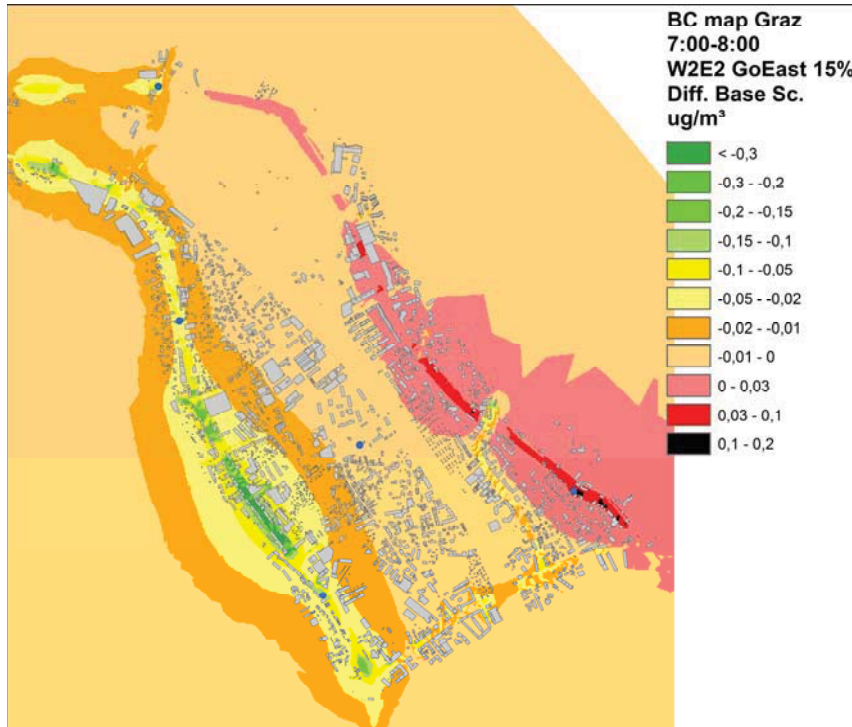 BC map Graz
7:00-8:00
W2E2 GoEast 15%
Diff. Base Sc.
ug/m³
< -0,3
-0,3 - -0,2
-0,2 - -0,15
-0,15 - -0,1
-0,1 - -0,05
-0,05 - -0,02
-0,02 - -0,01
-0,01 - 0
0 - 0,03
0,03 - 0,1
0,1 - 0,2